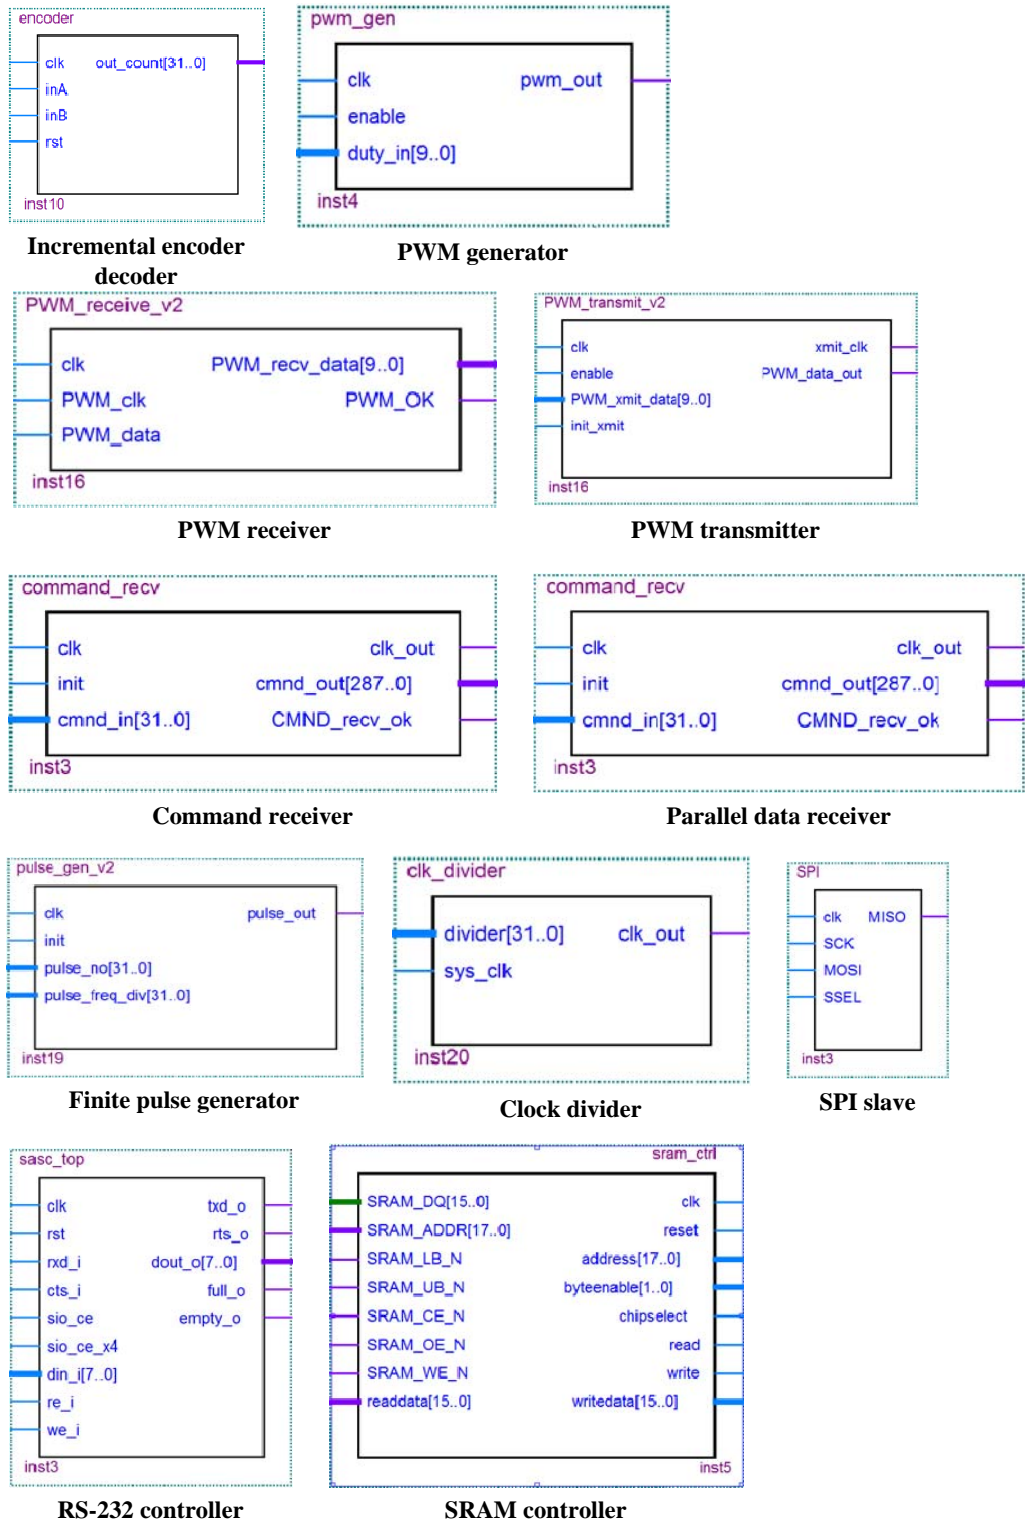 encoder
clk out_count[31..0]
inA
inB
rst
inst10
Incremental encoder
decoder
pwm_gen
clk pwm_out
enable
duty_in[9..0]
inst4
PWM generator
PWM_receive_v2
clk PWM_recv_data[9..0]
PWM_clk PWM_OK
PWM_data
inst16
PWM receiver
PWM_transmit_v2
clk xmit_clk
enable PWM_data_out
PWM_xmit_data[9..0]
init_xmit
inst16
PWM transmitter
command_recv
clk clk_out
init cmnd_out[287..0]
cmnd_in[31..0] CMND_recv_ok
inst3
Command receiver
command_recv
clk clk_out
init cmnd_out[287..0]
cmnd_in[31..0] CMND_recv_ok
inst3
Parallel data receiver
pulse_gen_v2
clk pulse_out
init
pulse_no[31..0]
pulse_freq_div[31..0]
inst19
Finite pulse generator
clk_divider
divider[31..0] clk_out
sys_clk
inst20
Clock divider
SPI
clk MISO
SCK
MOSI
SSEL
inst3
SPI slave
sasc_top
clk txd_o
rst rts_o
rxd_i dout_o[7..0]
cts_i full_o
sio_ce empty_o
sio_ce_x4
din_i[7..0]
re_i
we_i
inst3
RS-232 controller
sram_ctrl
SRAM_DQ[15..0] clk
SRAM_ADDR[17..0] reset
SRAM_LB_N address[17..0]
SRAM_UB_N byteenable[1..0]
SRAM_CE_N chipselect
SRAM_OE_N read
SRAM_WE_N write
readdata[15..0] writedata[15..0]
inst5
SRAM controller